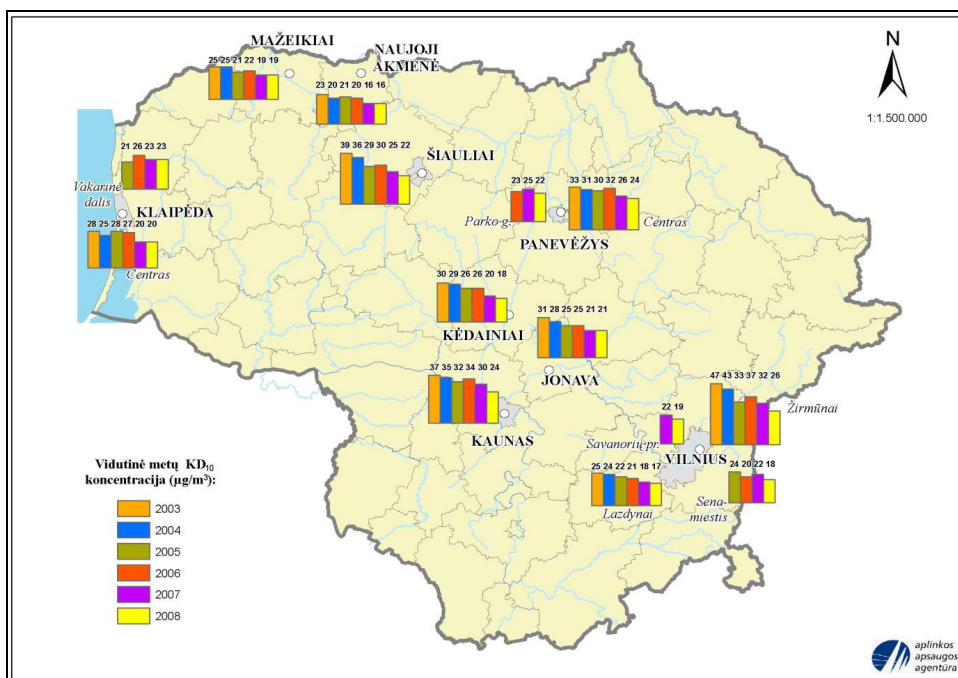 MAŽEIKIAI
NAUJOJI
AKMENĖ
N
1:1.500.000
25 25 21 22 19 19
23 20 21 20 16 16
39 36 29 30 25 22
ŠIAULIAI
21 26 23 23
Vakarinė
dalis
KLAIPĖDA
28 25 28 27 20 20
Centras
23 25 22
Parko g.
33 31 30 32 26 24
Centras
PANEVĖŽYS
30 29 26 26 20 18
KĖDAINIAI
31 28 25 25 21 21
JONAVA
37 35 32 34 30 24
KAUNAS
47 43 33 37 32 26
Žirmūnai
22 19
Savanorių pr.
VILNIUS
25 24 22 21 18 17
Lazdynai
24 20 22 18
Sena-
miestis
Vidutinė metų KD₁₀
koncentracija (µg/m³):
2003
2004
2005
2006
2007
2008
aplinkos
apsaugos
agentūra